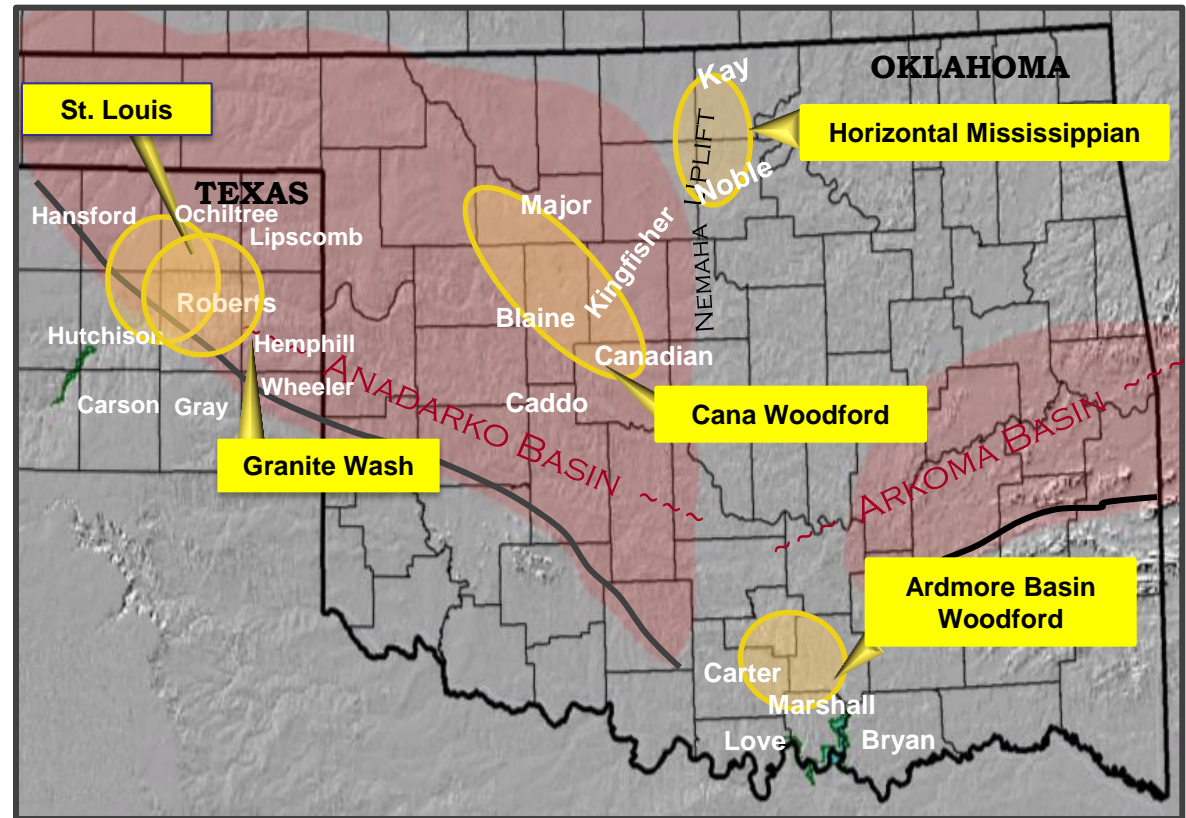 OKLAHOMA
Kay
St. Louis
Horizontal Mississippian
NEMAHA UPLIFT
Noble
TEXAS
Hansford
Ochiltree
Major
Lipscomb
Kingfisher
Roberts
Blaine
Hutchison
Hemphill
Canadian
Wheeler
Carson
Gray
Caddo
~ ~ ~ ANADARKO BASIN ~ ~ ~
Cana Woodford
~ ~ ~ ARKOMA BASIN ~ ~ ~
Granite Wash
Ardmore Basin
Woodford
Carter
Marshall
Love
Bryan